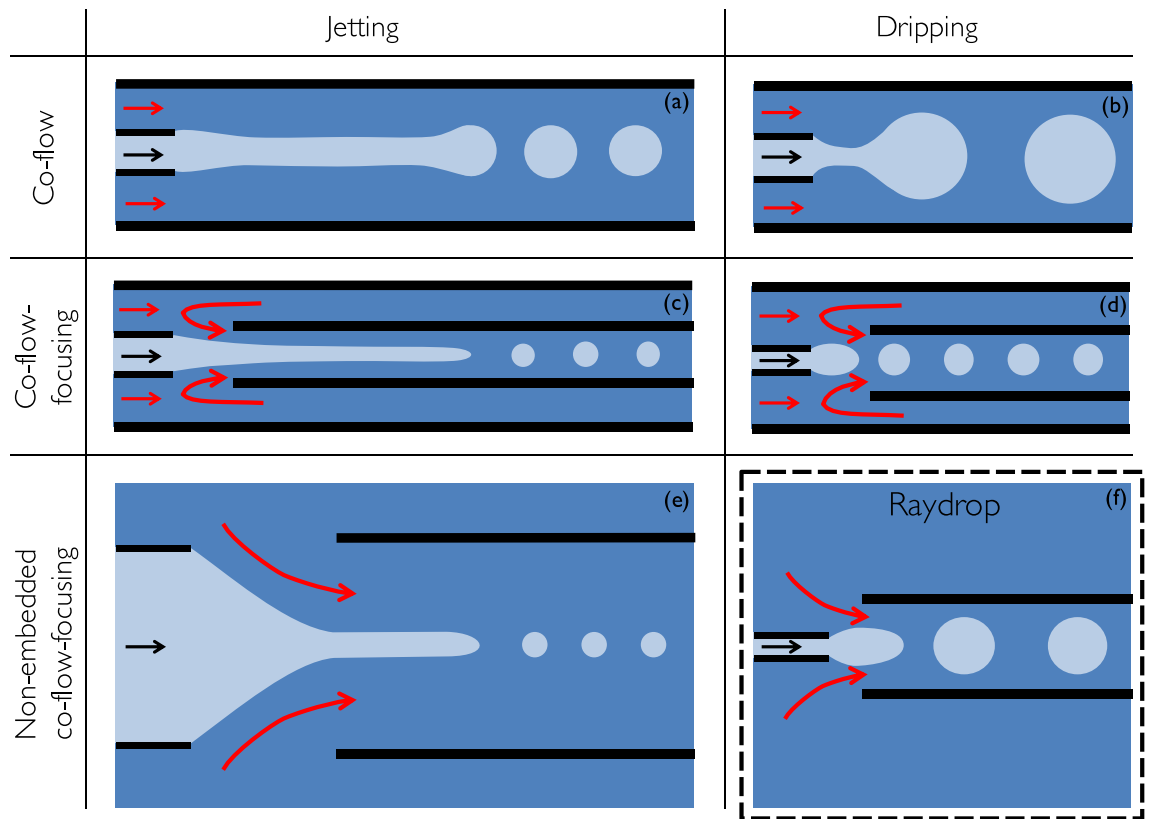 Jetting
Dripping
Co-flow
(a)
(b)
Co-flow-
focusing
(c)
(d)
Non-embedded
co-flow-focusing
(e)
Raydrop
(f)